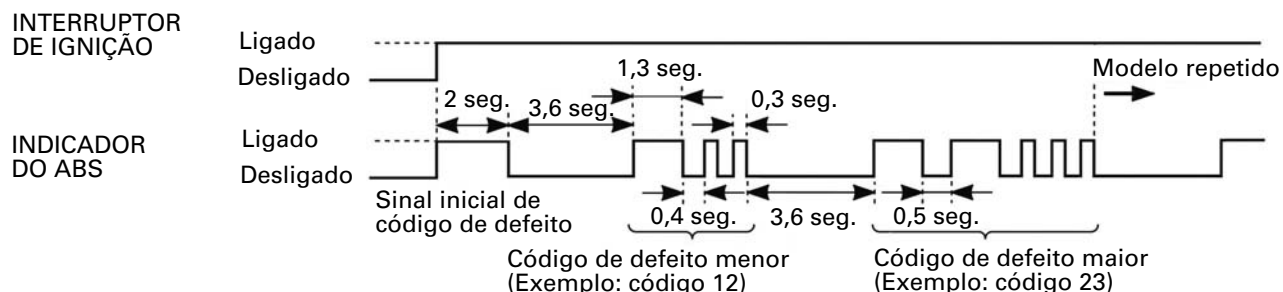 INTERRUPTOR
DE IGNIÇÃO
Ligado
Desligado
1,3 seg.
Modelo repetido
2 seg.
3,6 seg.
0,3 seg.
INDICADOR
DO ABS
Ligado
Desligado
Sinal inicial de
código de defeito
0,4 seg.
3,6 seg.
0,5 seg.
Código de defeito menor
(Exemplo: código 12)
Código de defeito maior
(Exemplo: código 23)